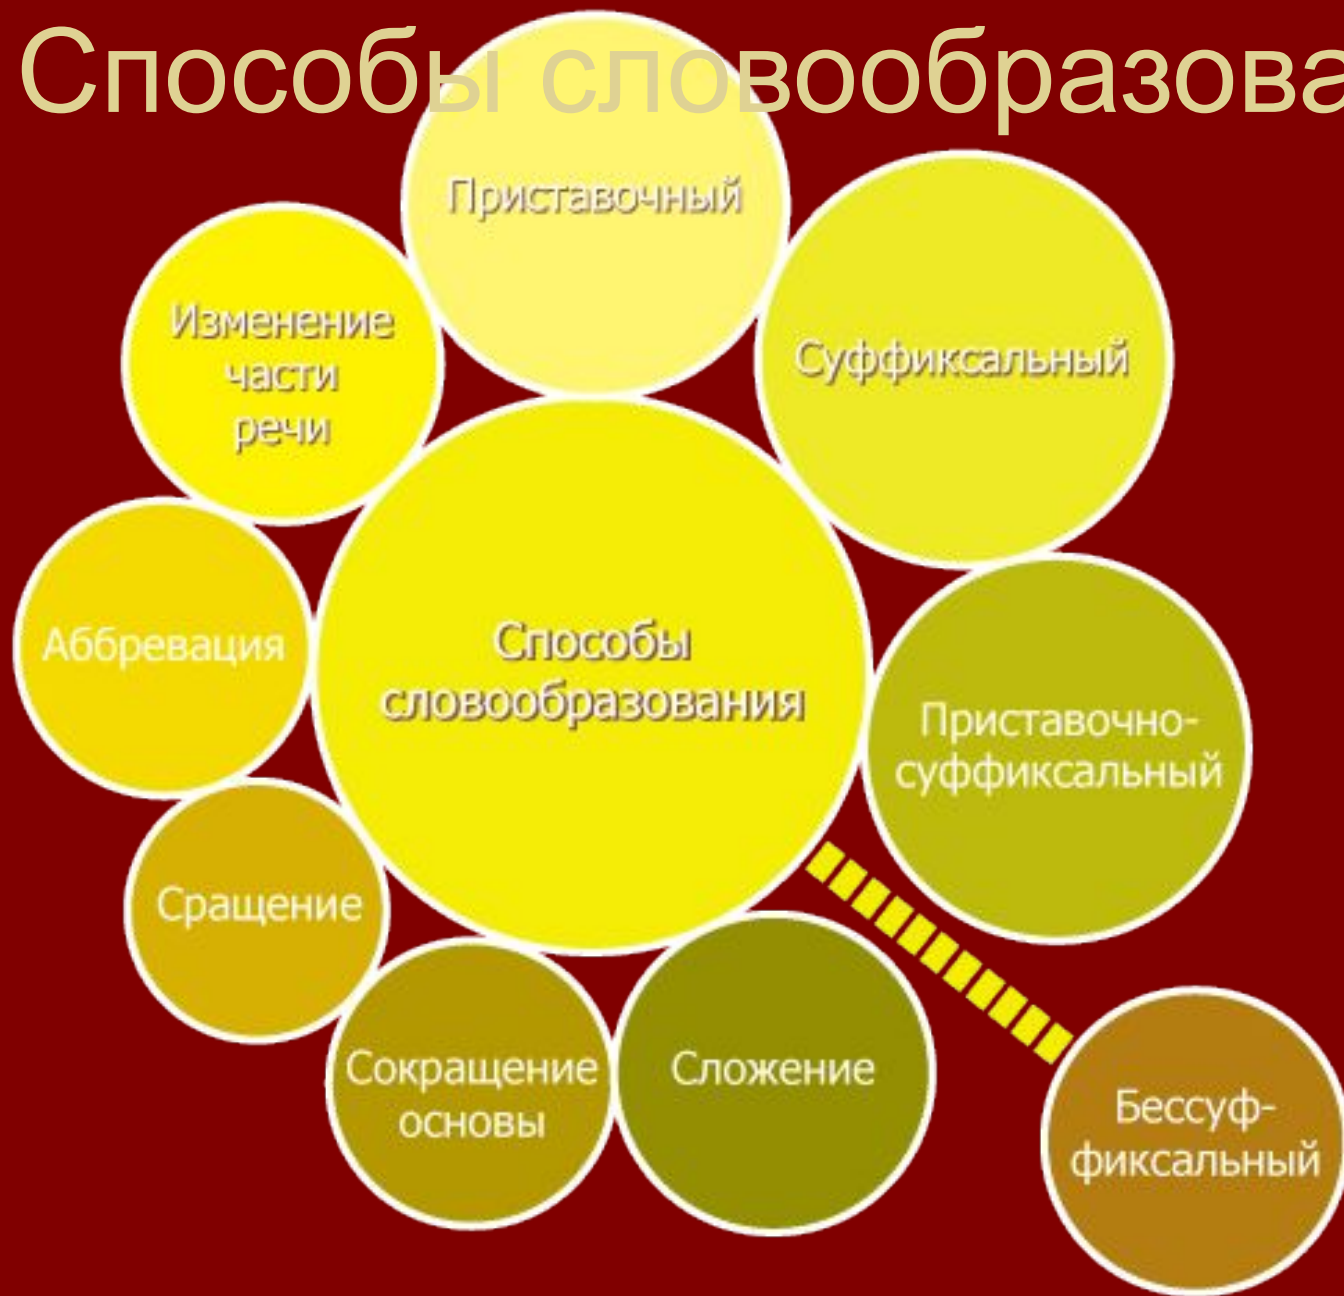 Способы словообразова
Приставочный
Суффиксальный
Изменение
части
речи
Аббревация
Способы
словообразования
Приставочно-
суффиксальный
Сращение
Сокращение
основы
Сложение
Бессуф-
фиксальный